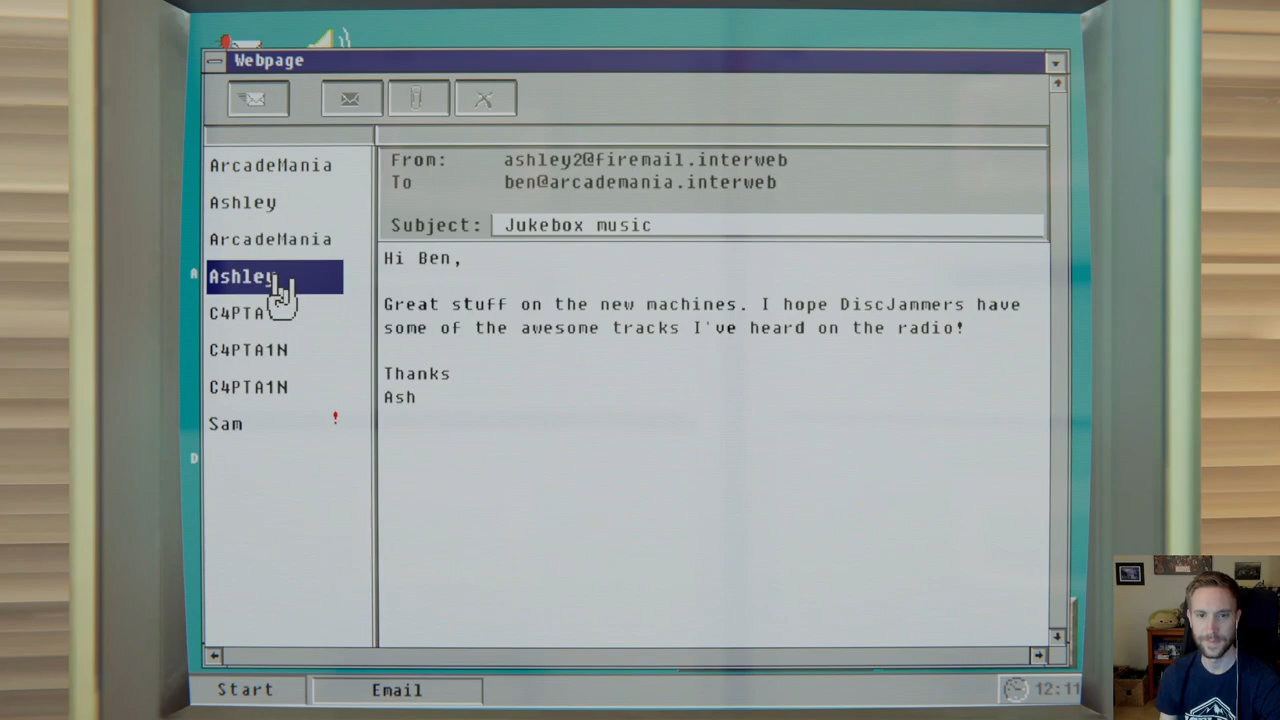 Webpage
ArcadeMania
Ashley
ArcadeMania
Ashley
C4PTA
C4PTA1N
C4PTA1N
Sam !
From: ashley2@firemail.interweb
To ben@arcademania.interweb
Subject: Jukebox music
Hi Ben,
Great stuff on the new machines. I hope DiscJammers have
some of the awesome tracks I've heard on the radio!
Thanks
Ash
A
D
Start
Email
12:11